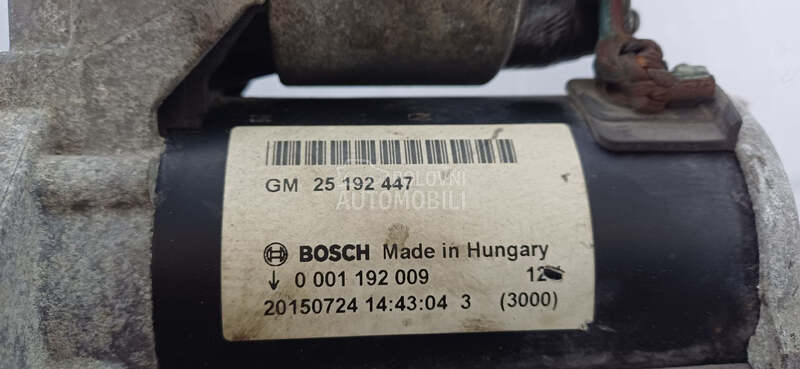 GM 25 192 447
POLOVNI
AUTOMOBILI
BOSCH Made in Hungary
↓ 0 001 192 009
20150724 14:43:04 3 (3000)